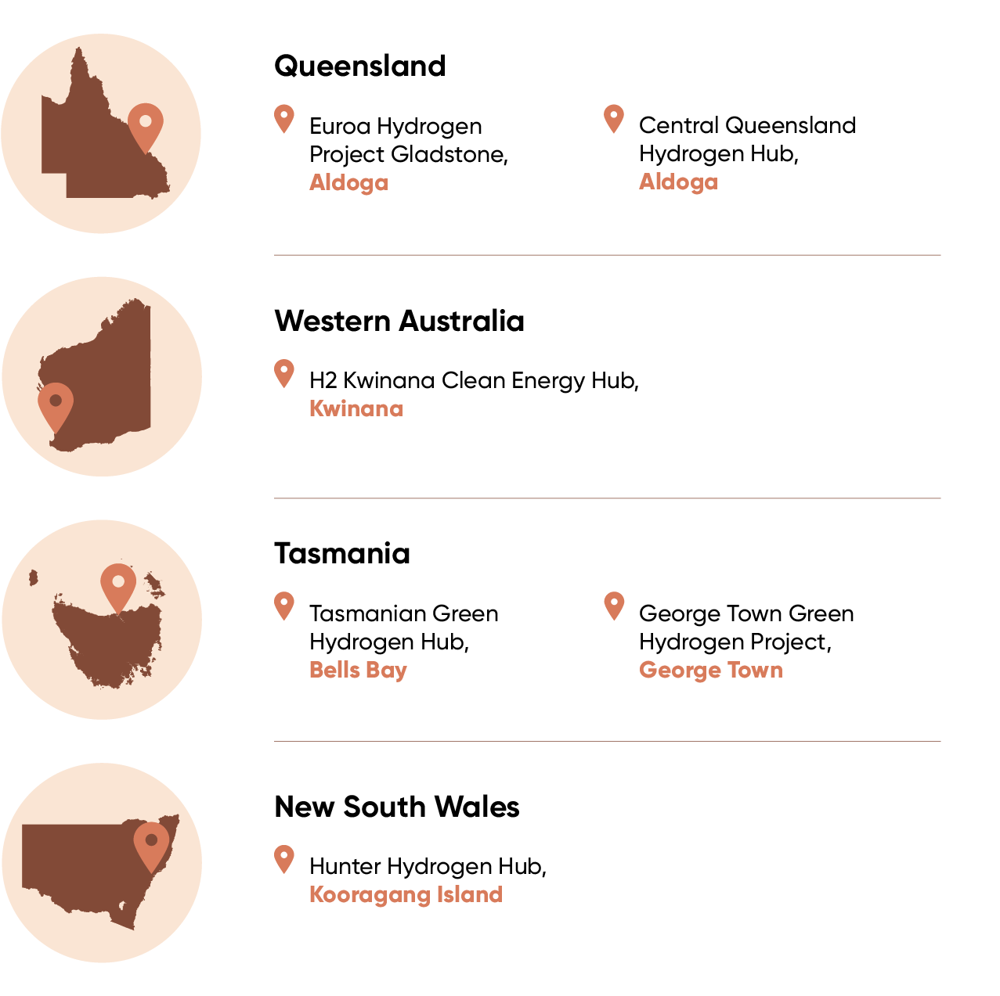 Queensland
Euroa Hydrogen
Project Gladstone,
Aldoga
Central Queensland
Hydrogen Hub,
Aldoga
Western Australia
H2 Kwinana Clean Energy Hub,
Kwinana
Tasmania
Tasmanian Green
Hydrogen Hub,
Bells Bay
George Town Green
Hydrogen Project,
George Town
New South Wales
Hunter Hydrogen Hub,
Kooragang Island